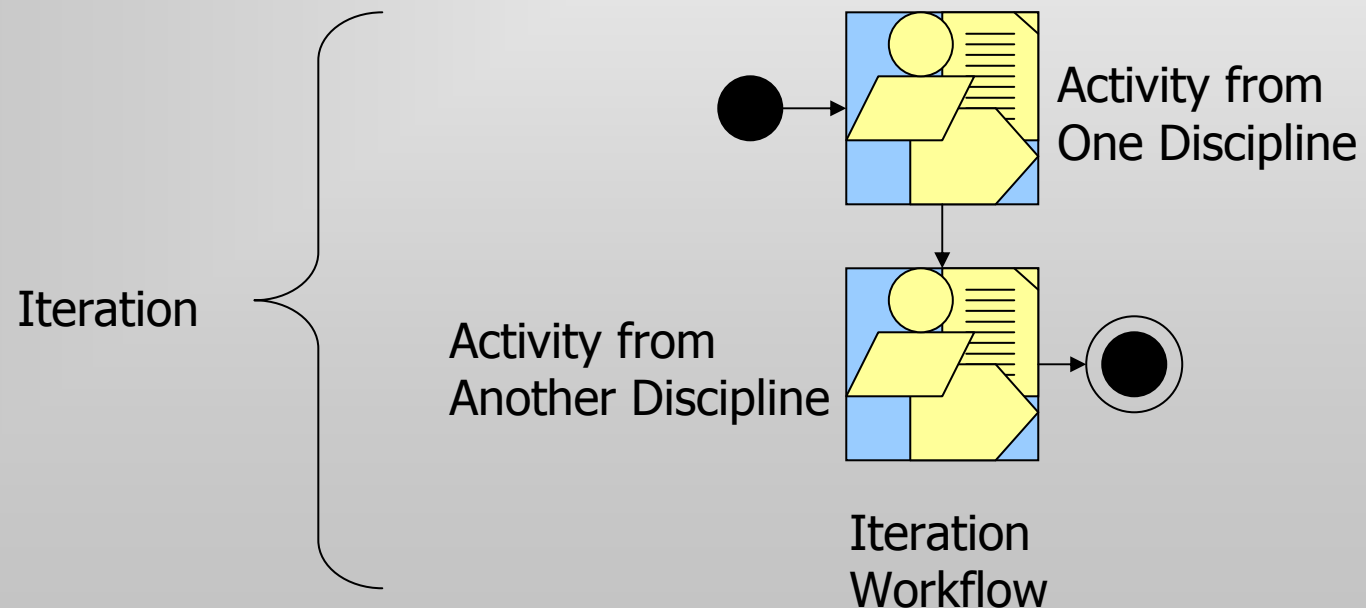 Activity from
One Discipline
Iteration
Activity from
Another Discipline
Iteration
Workflow